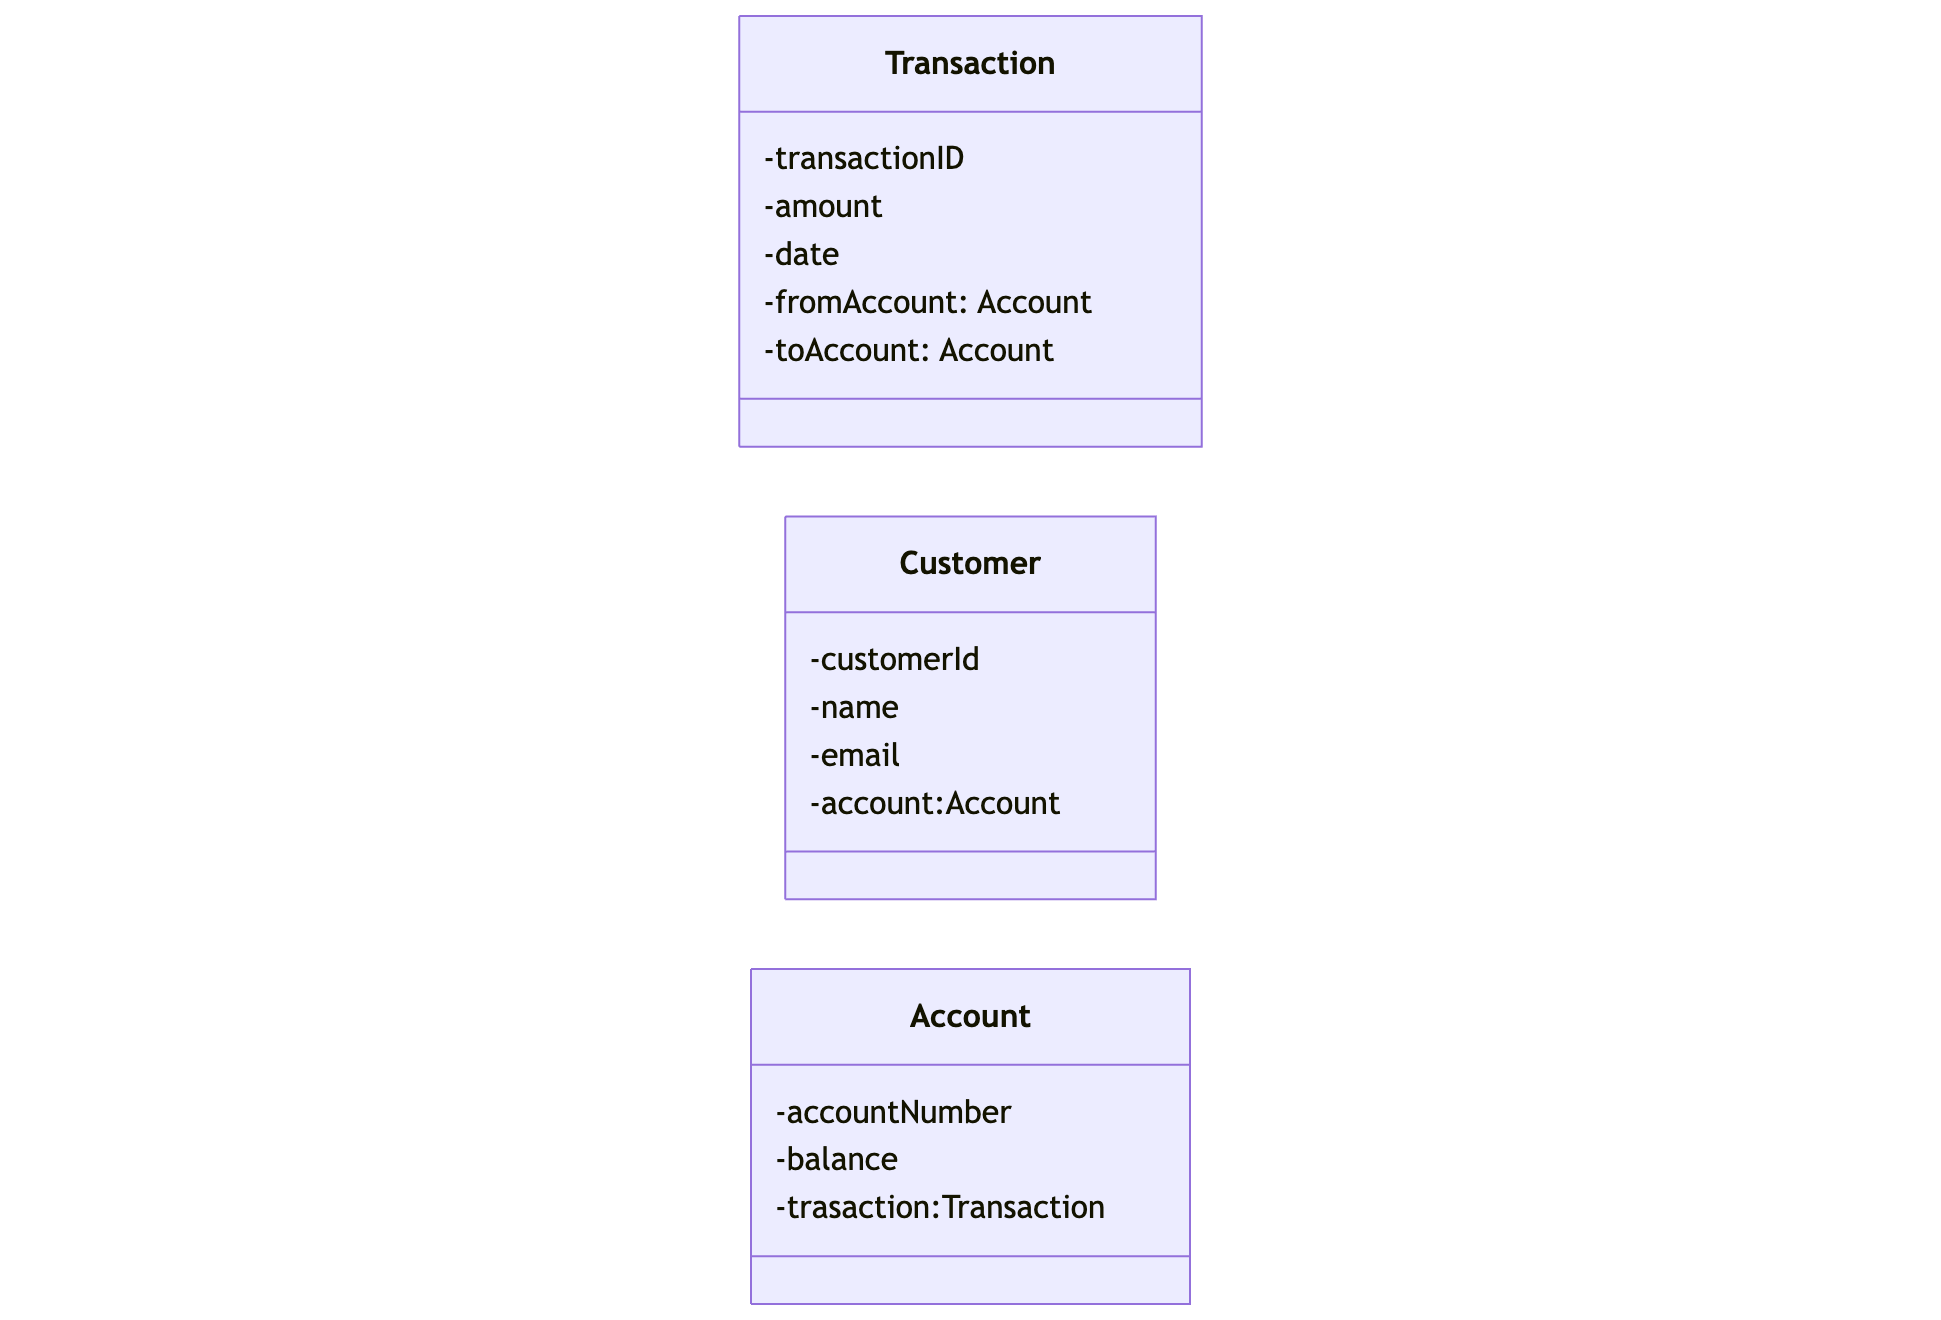 Transaction
-transactionID
-amount
-date
-fromAccount: Account
-toAccount: Account
Customer
-customerId
-name
-email
-account:Account
Account
-accountNumber
-balance
-trasaction:Transaction